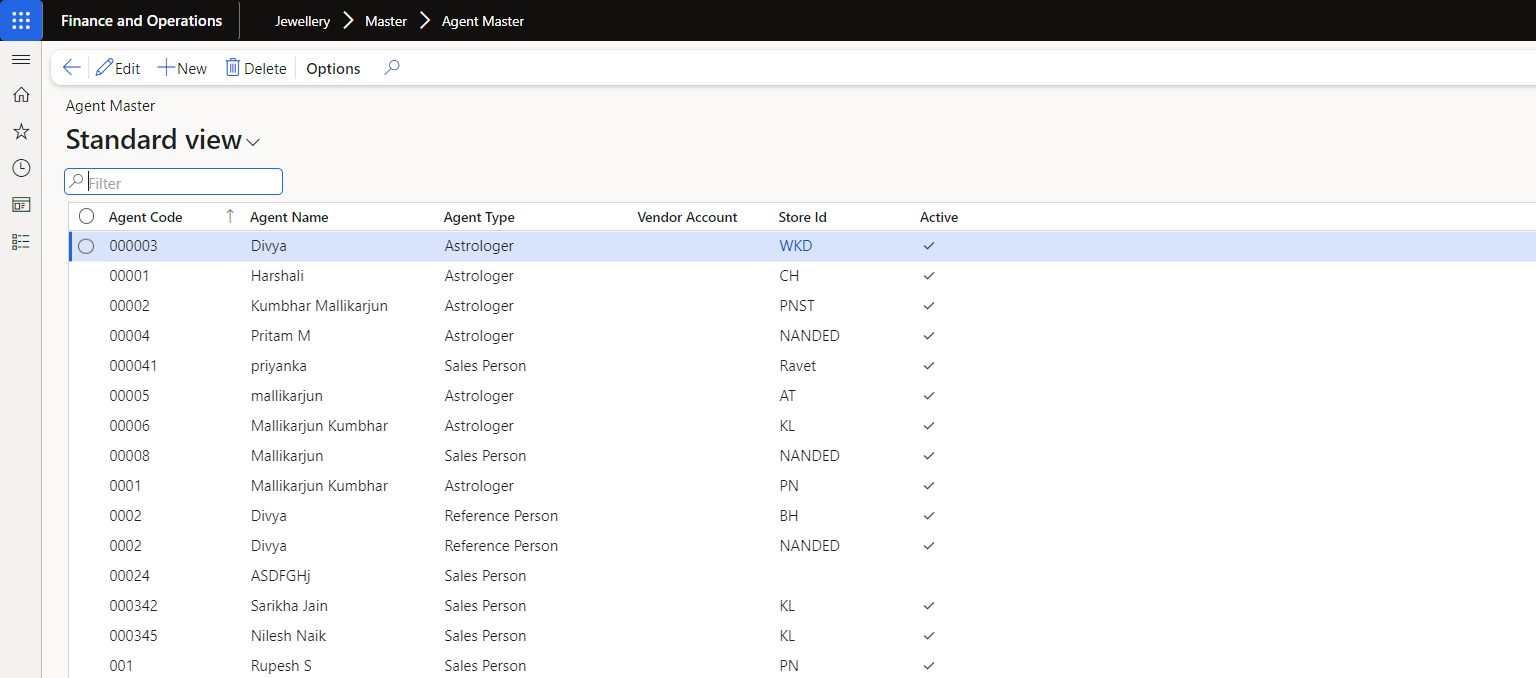 Finance and Operations Jewellery Master Agent Master
Edit New Delete Options
Agent Master
Standard view
Filter
Agent Code Agent Name Agent Type Vendor Account Store Id Active
000003 Divya Astrologer WKD
00001 Harshali Astrologer CH
00002 Kumbhar Mallikarjun Astrologer PNST
00004 Pritam M Astrologer NANDED
000041 priyanka Sales Person Ravet
00005 mallikarjun Astrologer AT
00006 Mallikarjun Kumbhar Astrologer KL
00008 Mallikarjun Sales Person NANDED
0001 Mallikarjun Kumbhar Astrologer PN
0002 Divya Reference Person BH
0002 Divya Reference Person NANDED
00024 ASDFGHj Sales Person
000342 Sarikha Jain Sales Person KL
000345 Nilesh Naik Sales Person KL
001 Rupesh S Sales Person PN